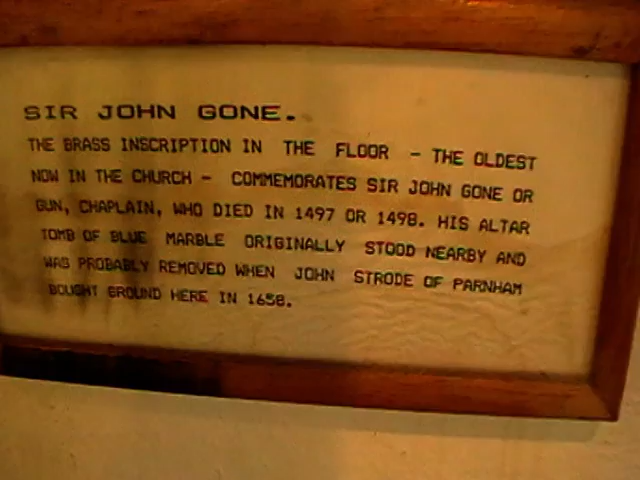 SIR JOHN GONE.
THE BRASS INSCRIPTION IN THE FLOOR - THE OLDEST
NOW IN THE CHURCH - COMMEMORATES SIR JOHN GONE OR
GUN, CHAPLAIN, WHO DIED IN 1497 OR 1498. HIS ALTAR
TOMB OF BLUE MARBLE ORIGINALLY STOOD NEARBY AND
WAS PROBABLY REMOVED WHEN JOHN STRODE OF PARNHAM
BOUGHT GROUND HERE IN 1658.